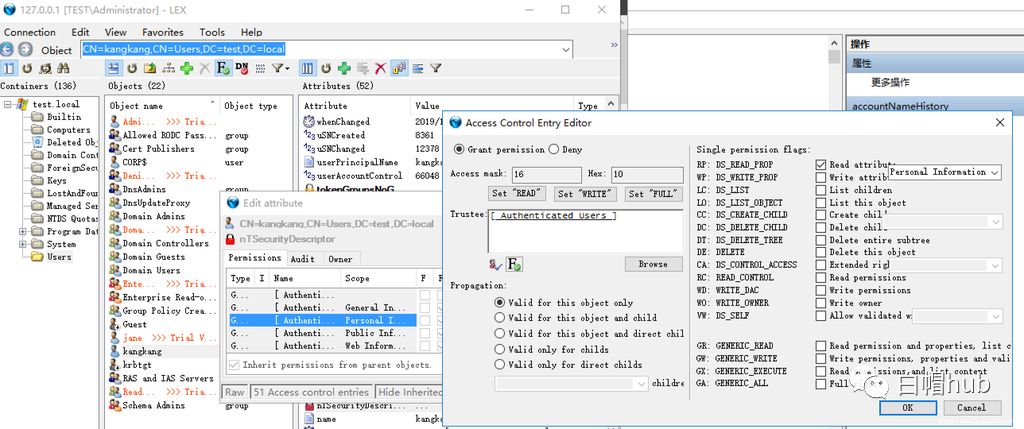 127.0.0.1 [TEST\Administrator] - LEX
Connection Edit View Favorites Tools Help
Object CN=kangkang,CN=Users,DC=test,DC=local
Containers (136)
test.local
Builtin
Computers
Deleted Obj
Domain Cont
ForeignSecu
Keys
LostAndFoun
Managed Ser
NTDS Quotas
Program Dat
System
Users
Objects (22)
Object name Object type
Admi... >>> Tria...
Allowed RODC Pass... group
Cert Publishers group
CORP$ user
Deni... >>> Tria...
DnsAdmins
DnsUpdateProxy
Domain Admins
Doma... >>> Tria...
Domain Controllers
Domain Guests
Domain Users
Ente... >>> Tria...
Enterprise Read-o...
Group Policy Crea...
Guest
jane >>> Trial V...
kangkang
krbtgt
RAS and IAS Servers
Read... >>> Tria...
Schema Admins group
Attributes (52)
Attribute Value
whenChanged 2019/1
uSNCreated 8361
uSNChanged 12378
userPrincipalName kangko
userAccountControl 66048
tokenGroupsNoG
nTSecurityDescri...
name kangko
操作
属性
更多操作
accountNameHistory
Edit attribute
CN=kangkang,CN=Users,DC=test,DC=local
nTSecurityDescriptor
Permissions Audit Owner
Type I Name Scope F R
G... [ Authenti...
G... [ Authenti... General In...
G... [ Authenti... Personal I...
G... [ Authenti... Public Inf...
G... [ Authenti... Web Inform...
Inherit permissions from parent objects.
Raw 51 Access control entries Hide Inherited
Access Control Entry Editor
Grant permission Deny
Access mask: 16 Hex: 10
Set "READ" Set "WRITE" Set "FULL"
Trustee: [ Authenticated Users ]
Browse
Propagation:
Valid for this object only
Valid for this object and child
Valid for this object and direct chil
Valid only for childs
Valid only for direct childs
childre
Single permission flags:
RP: DS_READ_PROP Read attribute Personal Information
WP: DS_WRITE_PROP Write attrib
LC: DS_LIST List children
LO: DS_LIST_OBJECT List this object
CC: DS_CREATE_CHILD Create chil
DC: DS_DELETE_CHILD Delete child
DT: DS_DELETE_TREE Delete entire subtree
DE: DELETE Delete this object
CA: DS_CONTROL_ACCESS Extended rig
RC: READ_CONTROL Read permissions
WD: WRITE_DAC Write permissions
WO: WRITE_OWNER Write owner
VW: DS_SELF Allow validated w
GR: GENERIC_READ Read permission and properties, list c
GW: GENERIC_WRITE Write permissions, properties and vali
GX: GENERIC_EXECUTE Read permissions and list content
GA: GENERIC_ALL Full
OK Cancel
白帽hub